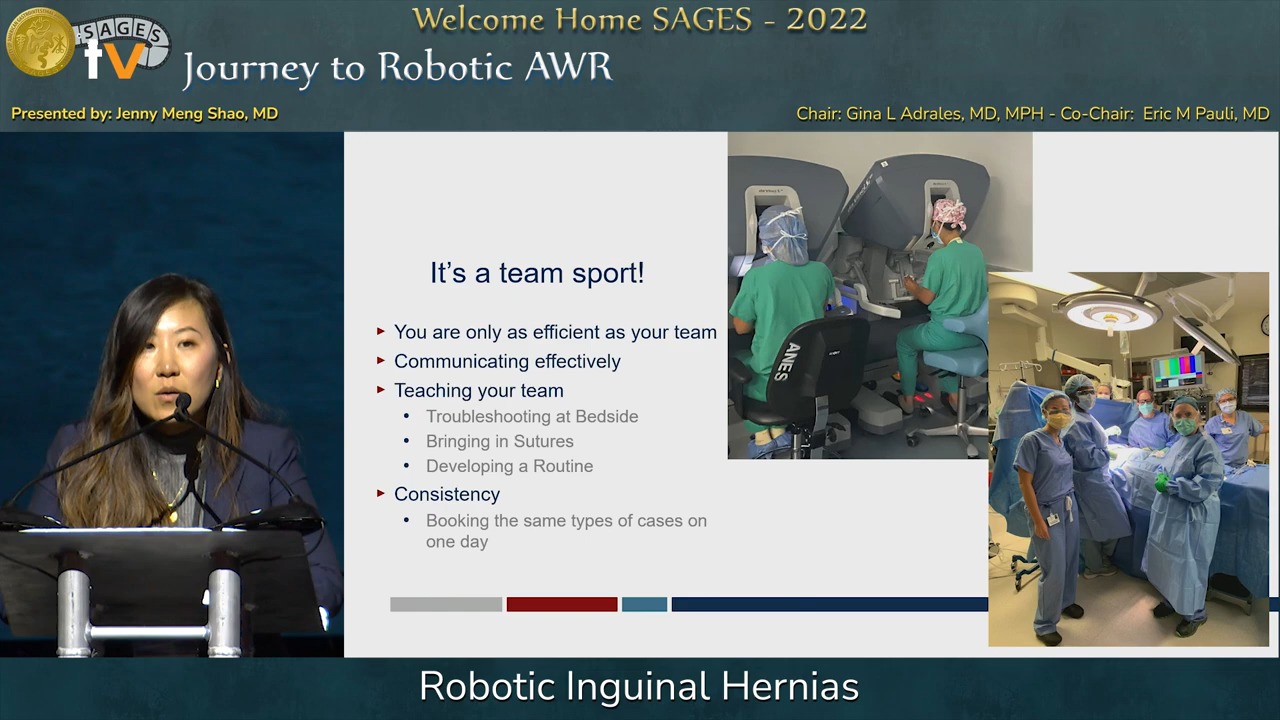 Welcome Home SAGES - 2022
SAGES
tv
Journey to Robotic AWR
Presented by: Jenny Meng Shao, MD
Chair: Gina L Adrales, MD, MPH - Co-Chair: Eric M Pauli, MD
It's a team sport!
You are only as efficient as your team
Communicating effectively
Teaching your team
Troubleshooting at Bedside
Bringing in Sutures
Developing a Routine
Consistency
Booking the same types of cases on
one day
ANES
Robotic Inguinal Hernias